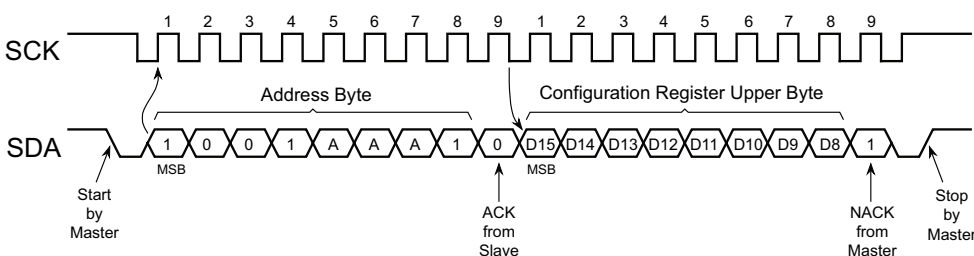 1 2 3 4 5 6 7 8 9 1 2 3 4 5 6 7 8 9
SCK
Address Byte
Configuration Register Upper Byte
SDA
1 0 0 1 A A A 1 0 D15 D14 D13 D12 D11 D10 D9 D8 1
MSB
MSB
Start
by
Master
ACK
from
Slave
NACK
from
Master
Stop
by
Master